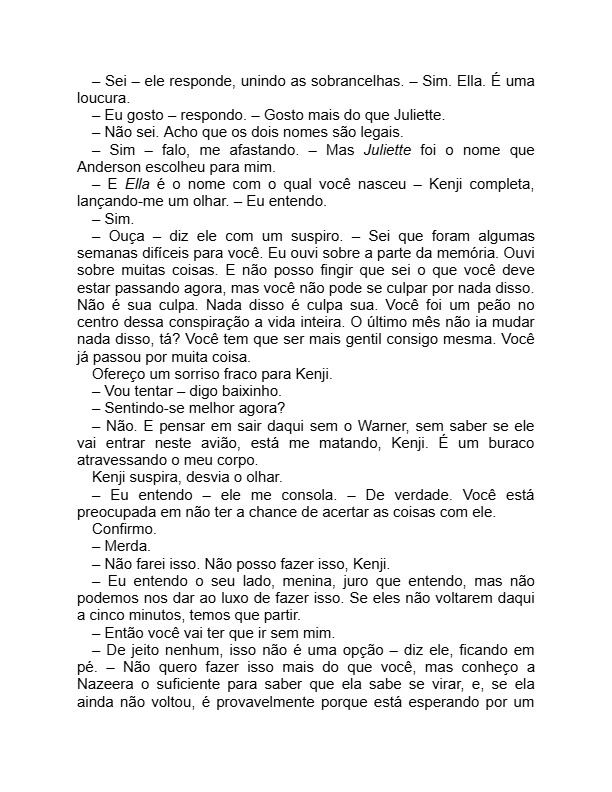 – Sei – ele responde, unindo as sobrancelhas. – Sim. Ella. É uma
loucura.
– Eu gosto – respondo. – Gosto mais do que Juliette.
– Não sei. Acho que os dois nomes são legais.
– Sim – falo, me afastando. – Mas Juliette foi o nome que
Anderson escolheu para mim.
– E Ella é o nome com o qual você nasceu – Kenji completa,
lançando-me um olhar. – Eu entendo.
– Sim.
– Ouça – diz ele com um suspiro. – Sei que foram algumas
semanas difíceis para você. Eu ouvi sobre a parte da memória. Ouvi
sobre muitas coisas. E não posso fingir que sei o que você deve
estar passando agora, mas você não pode se culpar por nada disso.
Não é sua culpa. Nada disso é culpa sua. Você foi um peão no
centro dessa conspiração a vida inteira. O último mês não ia mudar
nada disso, tá? Você tem que ser mais gentil consigo mesma. Você
já passou por muita coisa.
Ofereço um sorriso fraco para Kenji.
– Vou tentar – digo baixinho.
– Sentindo-se melhor agora?
– Não. E pensar em sair daqui sem o Warner, sem saber se ele
vai entrar neste avião, está me matando, Kenji. É um buraco
atravessando o meu corpo.
Kenji suspira, desvia o olhar.
– Eu entendo – ele me consola. – De verdade. Você está
preocupada em não ter a chance de acertar as coisas com ele.
Confirmo.
– Merda.
– Não farei isso. Não posso fazer isso, Kenji.
– Eu entendo o seu lado, menina, juro que entendo, mas não
podemos nos dar ao luxo de fazer isso. Se eles não voltarem daqui
a cinco minutos, temos que partir.
– Então você vai ter que ir sem mim.
– De jeito nenhum, isso não é uma opção – diz ele, ficando em
pé. – Não quero fazer isso mais do que você, mas conheço a
Nazeera o suficiente para saber que ela sabe se virar, e, se ela
ainda não voltou, é provavelmente porque está esperando por um